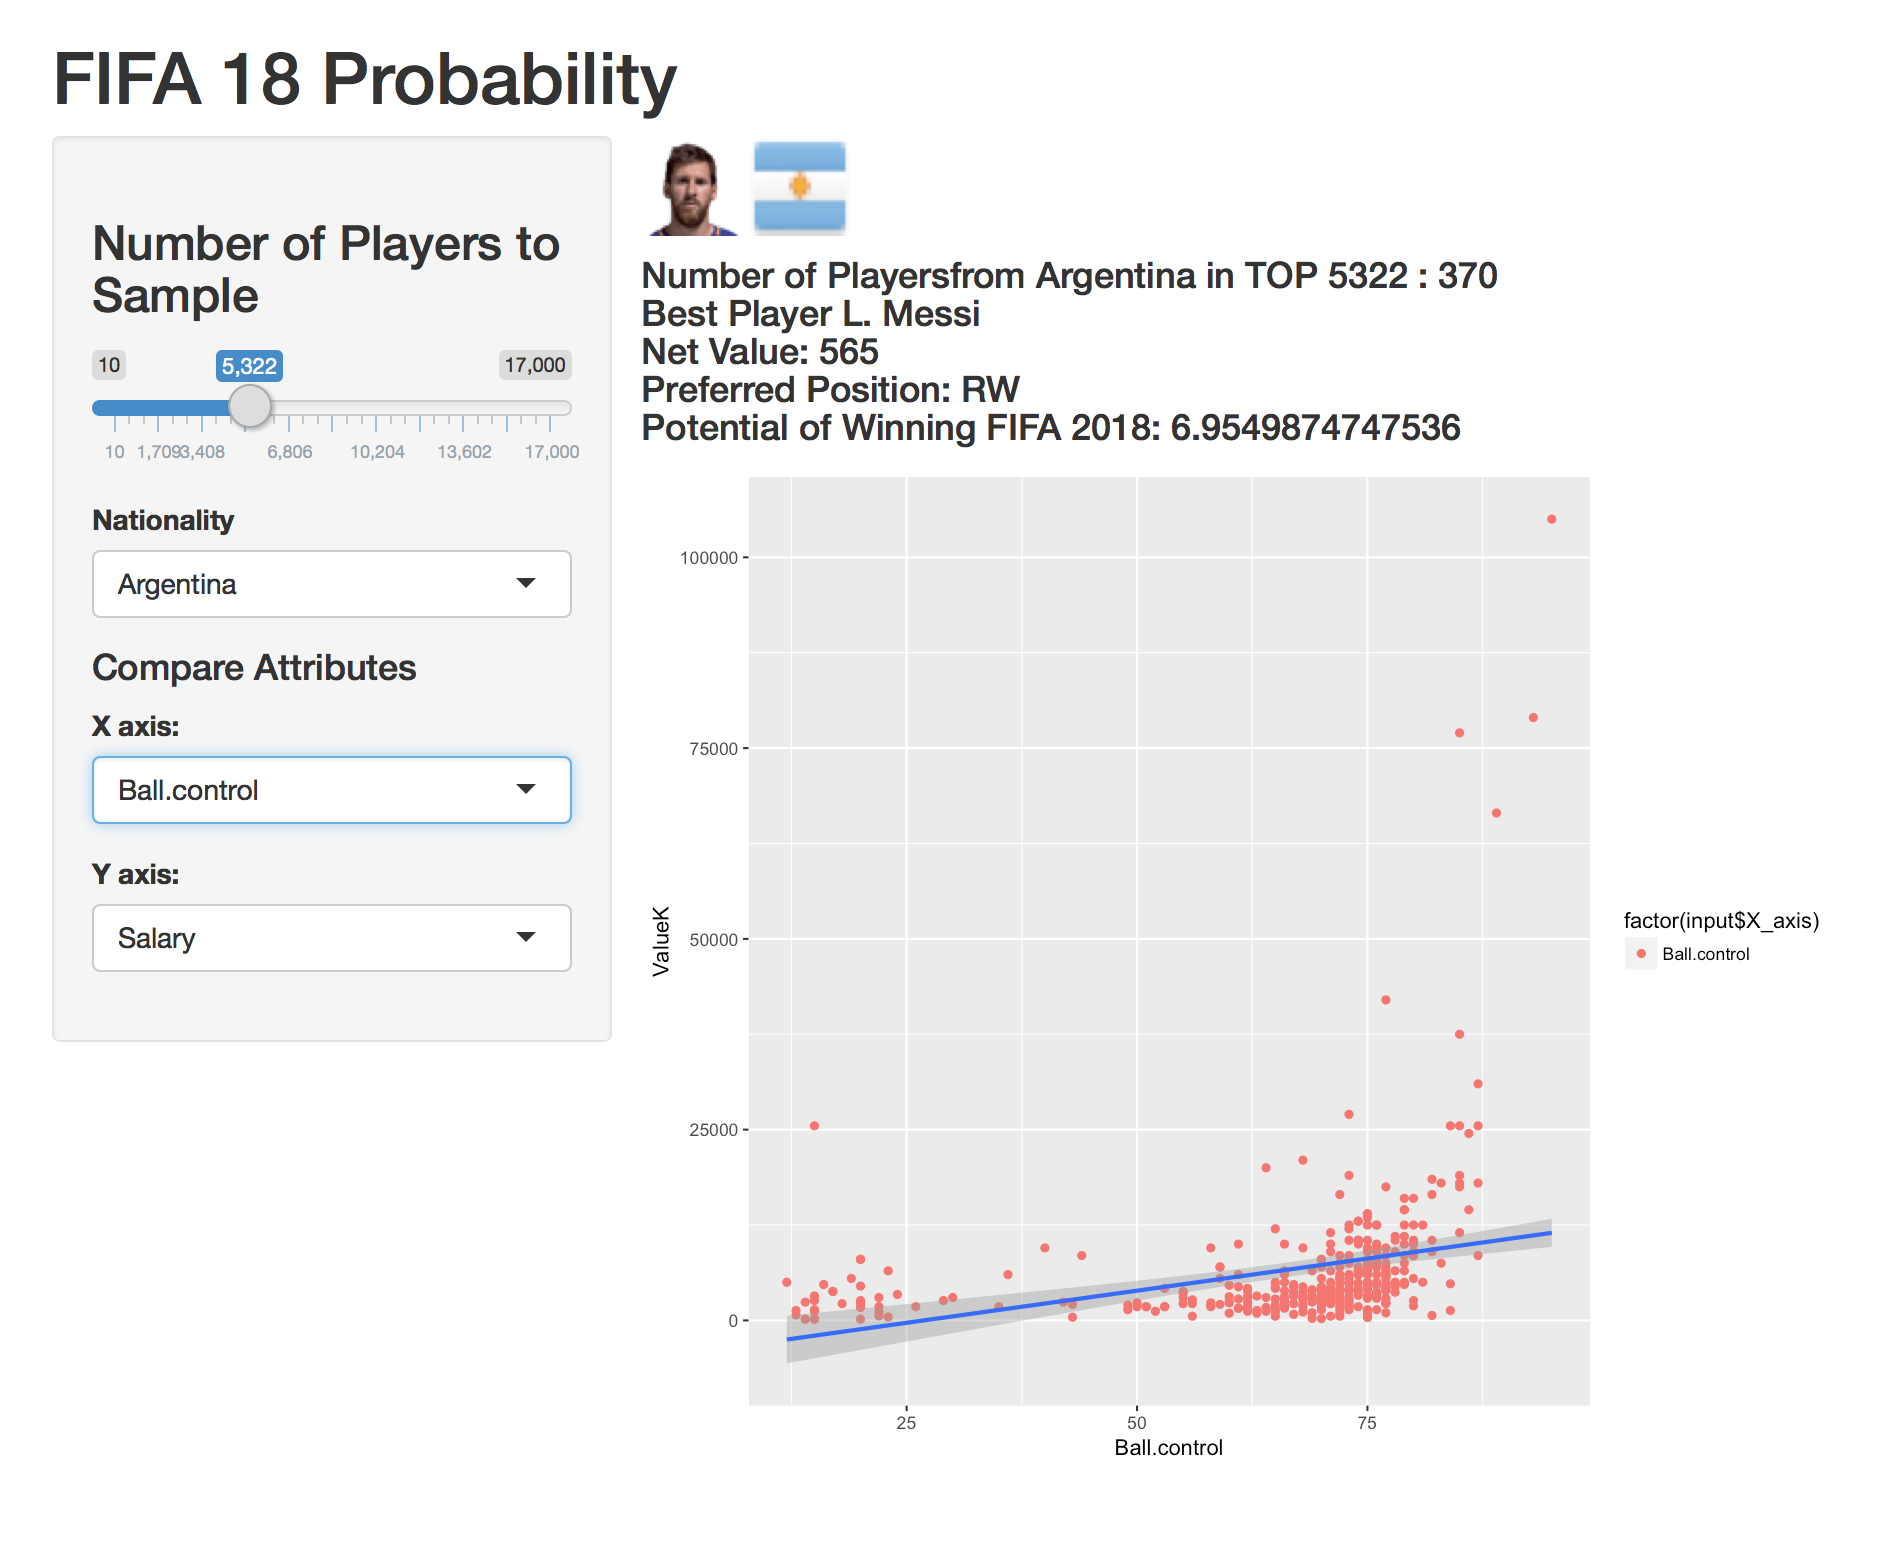 FIFA 18 Probability
Number of Players to
Sample
10
5,322
17,000
10 1,709 3,408 6,806 10,204 13,602 17,000
Nationality
Argentina
Compare Attributes
X axis:
Ball.control
Y axis:
Salary
Number of Playersfrom Argentina in TOP 5322 : 370
Best Player L. Messi
Net Value: 565
Preferred Position: RW
Potential of Winning FIFA 2018: 6.9549874747536
100000
75000
50000
25000
0
ValueK
25 50 75
Ball.control
factor(input$X_axis)
Ball.control